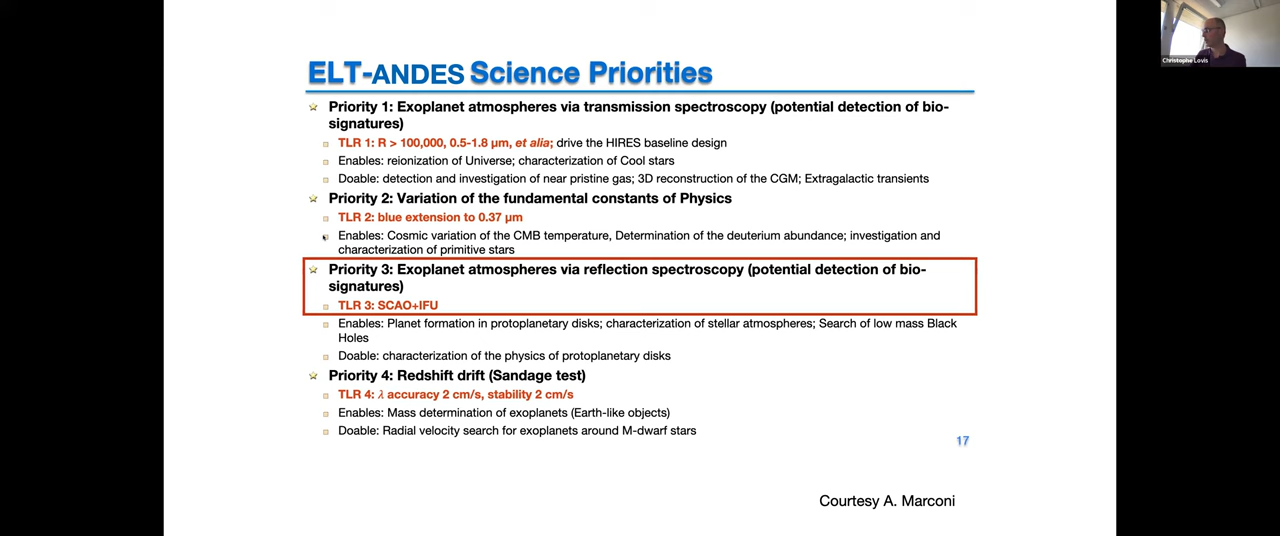 Christophe Lovis
ELT-ANDES Science Priorities
Priority 1: Exoplanet atmospheres via transmission spectroscopy (potential detection of bio-
signatures)
TLR 1: R > 100,000, 0.5-1.8 µm, et alia; drive the HIRES baseline design
Enables: reionization of Universe; characterization of Cool stars
Doable: detection and investigation of near pristine gas; 3D reconstruction of the CGM; Extragalactic transients
Priority 2: Variation of the fundamental constants of Physics
TLR 2: blue extension to 0.37 µm
Enables: Cosmic variation of the CMB temperature, Determination of the deuterium abundance; investigation and
characterization of primitive stars
Priority 3: Exoplanet atmospheres via reflection spectroscopy (potential detection of bio-
signatures)
TLR 3: SCAO+IFU
Enables: Planet formation in protoplanetary disks; characterization of stellar atmospheres; Search of low mass Black
Holes
Doable: characterization of the physics of protoplanetary disks
Priority 4: Redshift drift (Sandage test)
TLR 4: λ accuracy 2 cm/s, stability 2 cm/s
Enables: Mass determination of exoplanets (Earth-like objects)
Doable: Radial velocity search for exoplanets around M-dwarf stars
17
Courtesy A. Marconi